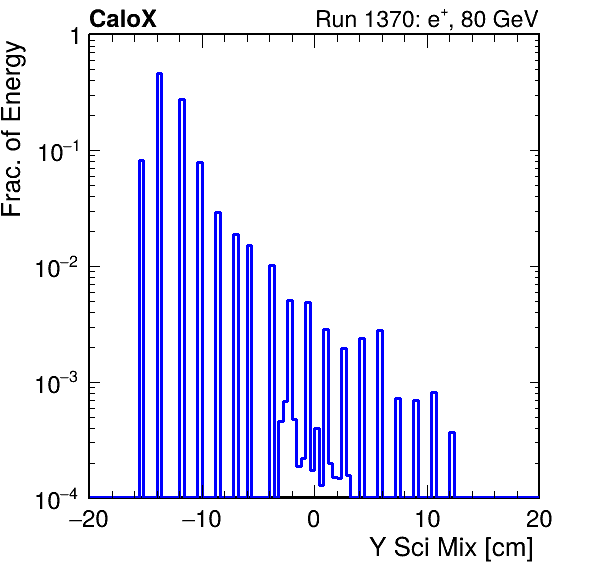 CaloX Run 1370: e⁺, 80 GeV
Frac. of Energy
1
10⁻¹
10⁻²
10⁻³
10⁻⁴
−20 −10 0 10 20
Y Sci Mix [cm]